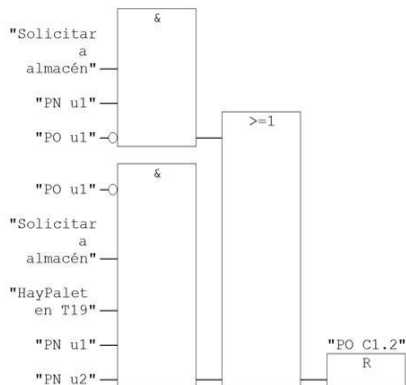 &
"Solicitar
a
almacén"
"PN u1"
"PO u1"
>=1
&
"PO u1"
"Solicitar
a
almacén"
"HayPalet
en T19"
"PN u1"
"PN u2"
"PO C1.2"
R